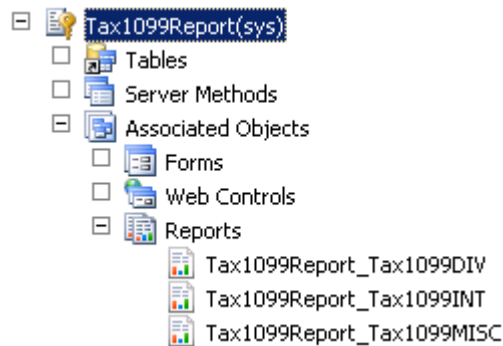 Tax1099Report(sys)
Tables
Server Methods
Associated Objects
Forms
Web Controls
Reports
Tax1099Report_Tax1099DIV
Tax1099Report_Tax1099INT
Tax1099Report_Tax1099MISC